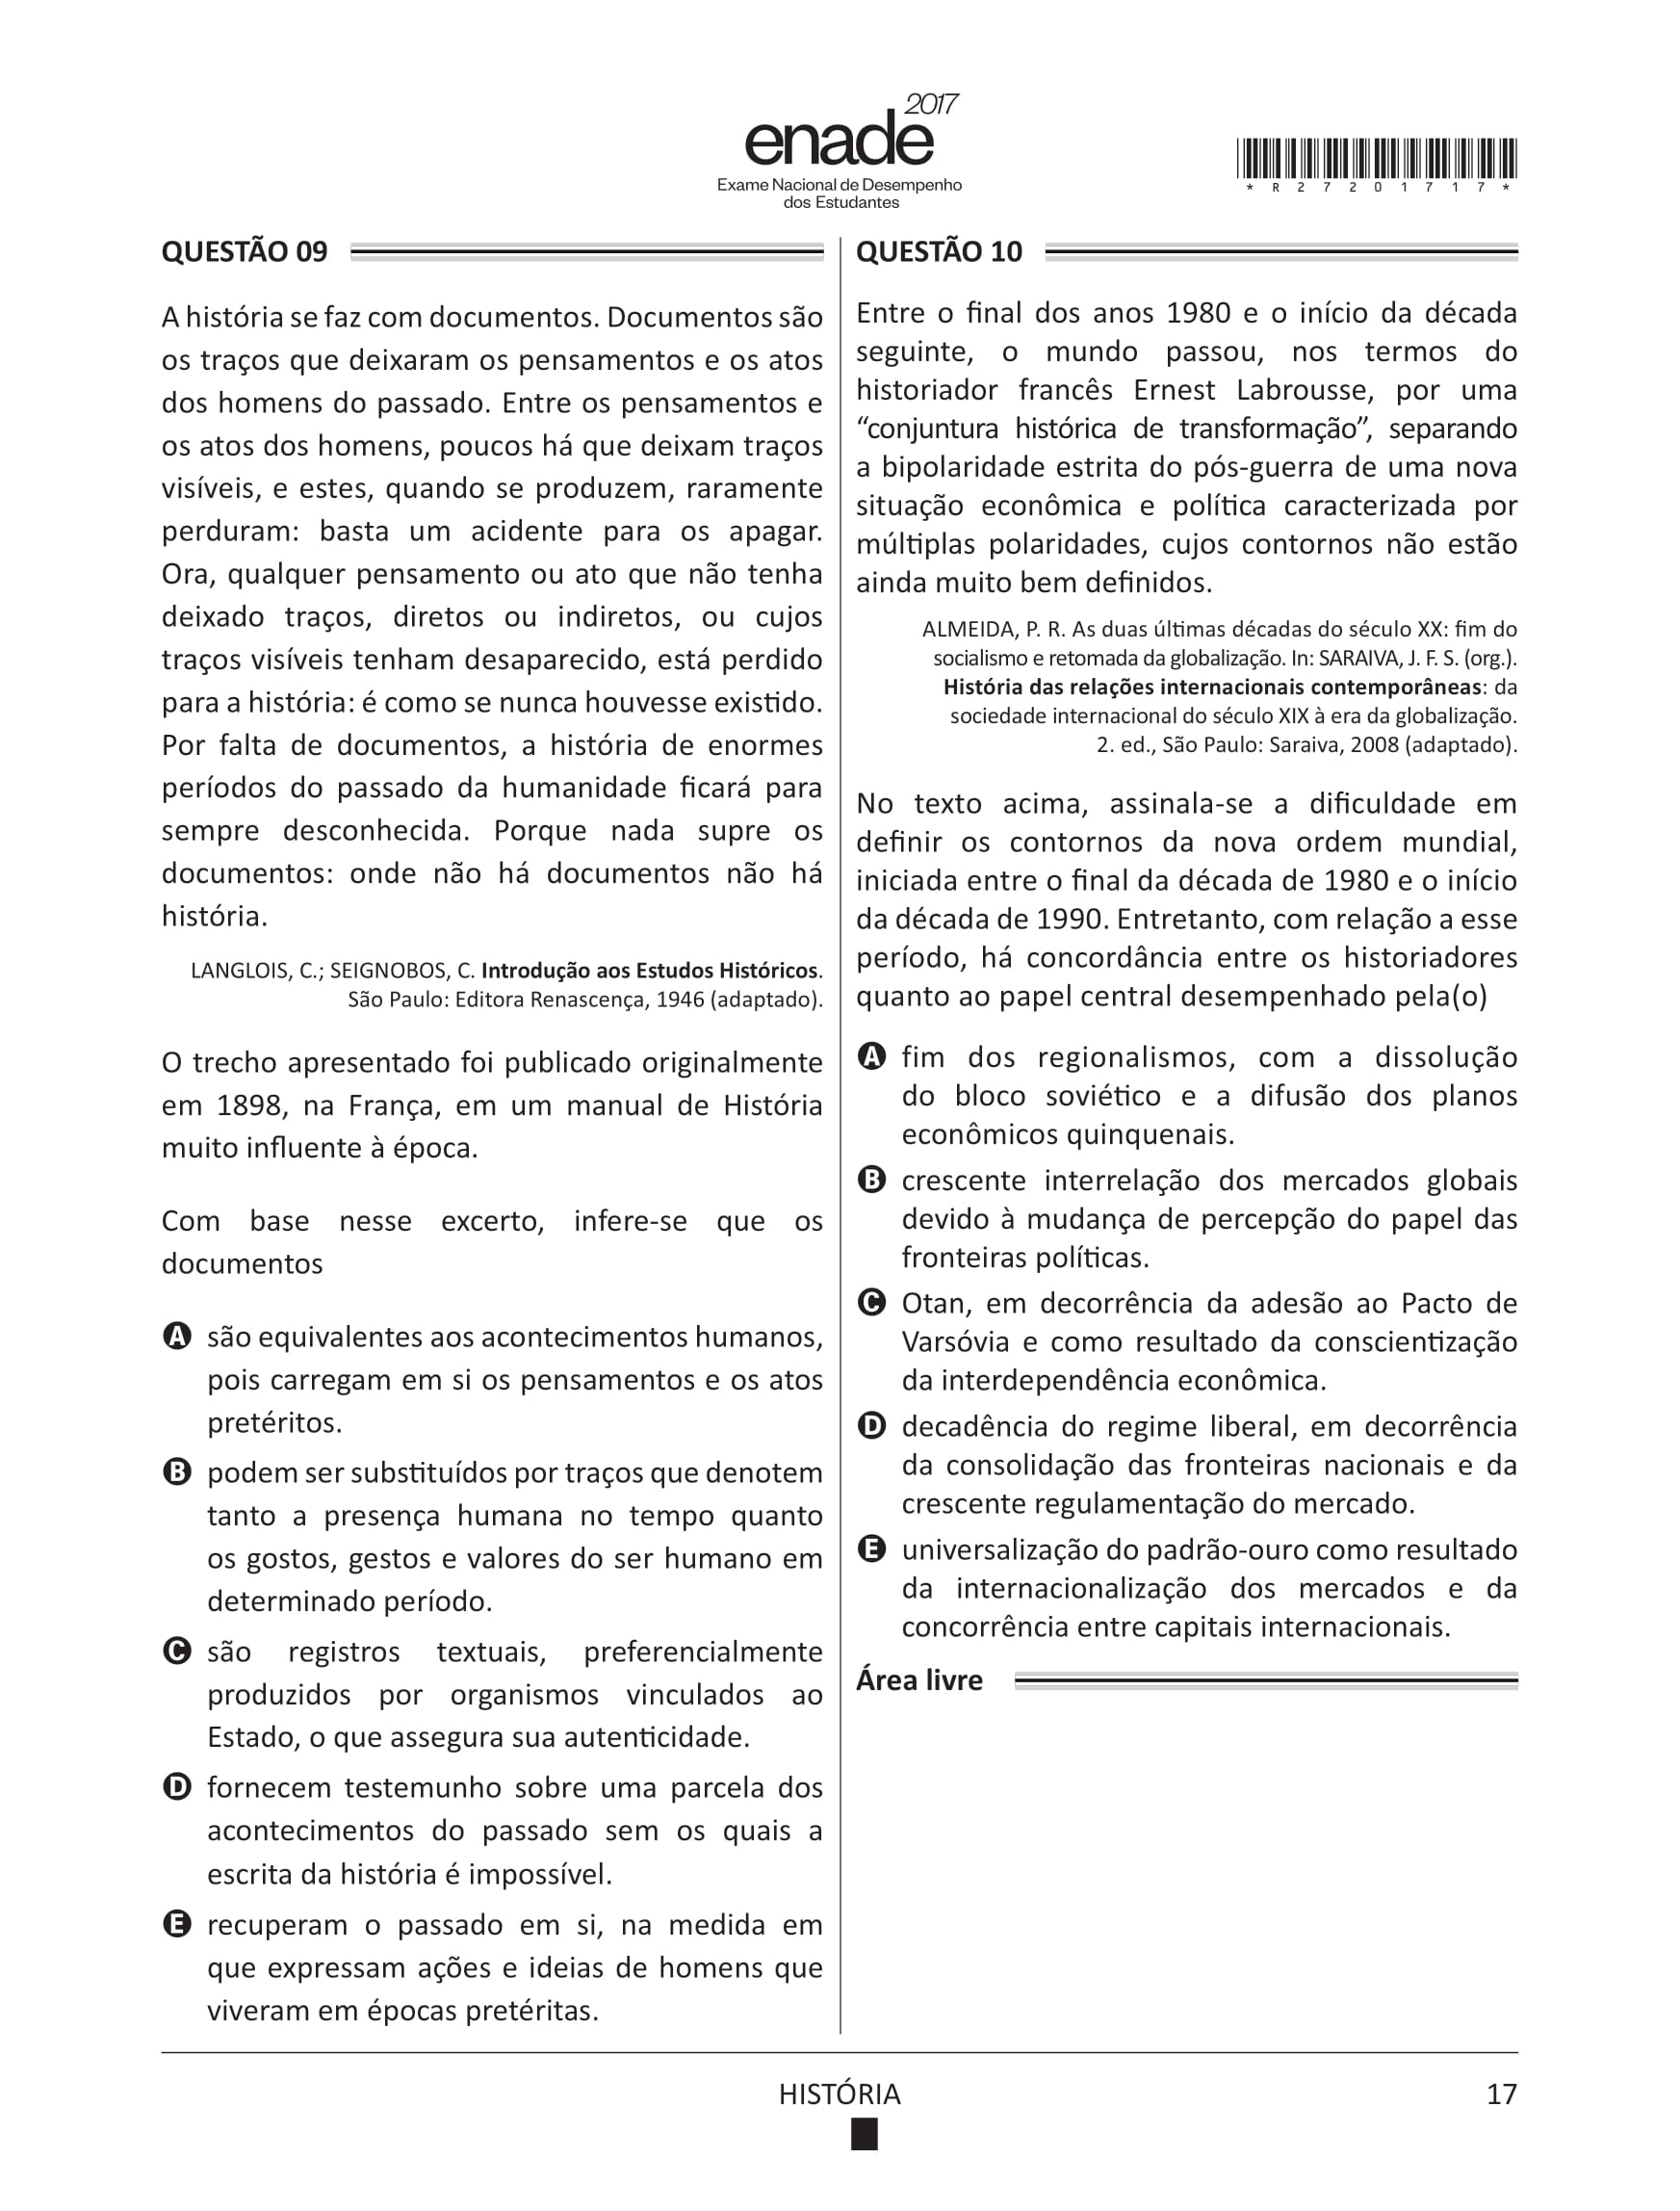 2017
enade
Exame Nacional de Desempenho
dos Estudantes
* R 2 7 2 0 1 7 1 7 *
QUESTÃO 09
A história se faz com documentos. Documentos são
os traços que deixaram os pensamentos e os atos
dos homens do passado. Entre os pensamentos e
os atos dos homens, poucos há que deixam traços
visíveis, e estes, quando se produzem, raramente
perduram: basta um acidente para os apagar.
Ora, qualquer pensamento ou ato que não tenha
deixado traços, diretos ou indiretos, ou cujos
traços visíveis tenham desaparecido, está perdido
para a história: é como se nunca houvesse existido.
Por falta de documentos, a história de enormes
períodos do passado da humanidade ficará para
sempre desconhecida. Porque nada supre os
documentos: onde não há documentos não há
história.
LANGLOIS, C.; SEIGNOBOS, C. Introdução aos Estudos Históricos.
São Paulo: Editora Renascença, 1946 (adaptado).
O trecho apresentado foi publicado originalmente
em 1898, na França, em um manual de História
muito influente à época.
Com base nesse excerto, infere-se que os
documentos
A são equivalentes aos acontecimentos humanos,
pois carregam em si os pensamentos e os atos
pretéritos.
B podem ser substituídos por traços que denotem
tanto a presença humana no tempo quanto
os gostos, gestos e valores do ser humano em
determinado período.
C são registros textuais, preferencialmente
produzidos por organismos vinculados ao
Estado, o que assegura sua autenticidade.
D fornecem testemunho sobre uma parcela dos
acontecimentos do passado sem os quais a
escrita da história é impossível.
E recuperam o passado em si, na medida em
que expressam ações e ideias de homens que
viveram em épocas pretéritas.
QUESTÃO 10
Entre o final dos anos 1980 e o início da década
seguinte, o mundo passou, nos termos do
historiador francês Ernest Labrousse, por uma
“conjuntura histórica de transformação”, separando
a bipolaridade estrita do pós-guerra de uma nova
situação econômica e política caracterizada por
múltiplas polaridades, cujos contornos não estão
ainda muito bem definidos.
ALMEIDA, P. R. As duas últimas décadas do século XX: fim do
socialismo e retomada da globalização. In: SARAIVA, J. F. S. (org.).
História das relações internacionais contemporâneas: da
sociedade internacional do século XIX à era da globalização.
2. ed., São Paulo: Saraiva, 2008 (adaptado).
No texto acima, assinala-se a dificuldade em
definir os contornos da nova ordem mundial,
iniciada entre o final da década de 1980 e o início
da década de 1990. Entretanto, com relação a esse
período, há concordância entre os historiadores
quanto ao papel central desempenhado pela(o)
A fim dos regionalismos, com a dissolução
do bloco soviético e a difusão dos planos
econômicos quinquenais.
B crescente interrelação dos mercados globais
devido à mudança de percepção do papel das
fronteiras políticas.
C Otan, em decorrência da adesão ao Pacto de
Varsóvia e como resultado da conscientização
da interdependência econômica.
D decadência do regime liberal, em decorrência
da consolidação das fronteiras nacionais e da
crescente regulamentação do mercado.
E universalização do padrão-ouro como resultado
da internacionalização dos mercados e da
concorrência entre capitais internacionais.
Área livre
HISTÓRIA
17